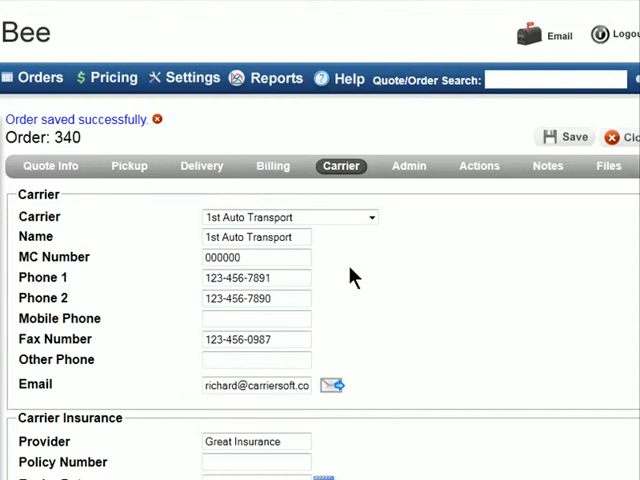 Bee
Email
Logou
Orders $ Pricing Settings Reports Help Quote/Order Search:
Order saved successfully.
Order: 340
Save Clo
Quote Info Pickup Delivery Billing Carrier Admin Actions Notes Files
Carrier
Carrier 1st Auto Transport
Name 1st Auto Transport
MC Number 000000
Phone 1 123-456-7891
Phone 2 123-456-7890
Mobile Phone
Fax Number 123-456-0987
Other Phone
Email richard@carriersoft.co
Carrier Insurance
Provider Great Insurance
Policy Number